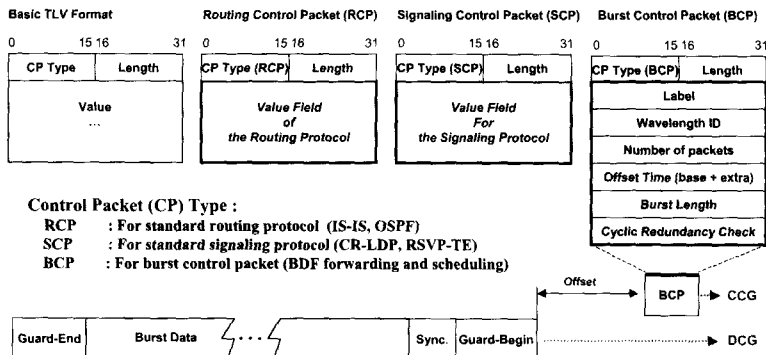 Basic TLV Format
Routing Control Packet (RCP)
Signaling Control Packet (SCP)
Burst Control Packet (BCP)
0 15 16 31
0 15 16 31
0 15 16 31
0 15 16 31
CP Type Length
CP Type (RCP) Length
CP Type (SCP) Length
CP Type (BCP) Length
Value
...
Value Field
of
the Routing Protocol
Value Field
For
the Signaling Protocol
Label
Wavelength ID
Number of packets
Offset Time (base + extra)
Burst Length
Cyclic Redundancy Check
Control Packet (CP) Type :
RCP : For standard routing protocol (IS-IS, OSPF)
SCP : For standard signaling protocol (CR-LDP, RSVP-TE)
BCP : For burst control packet (BDF forwarding and scheduling)
Offset
BCP
CCG
Guard-End
Burst Data
...
Sync.
Guard-Begin
DCG